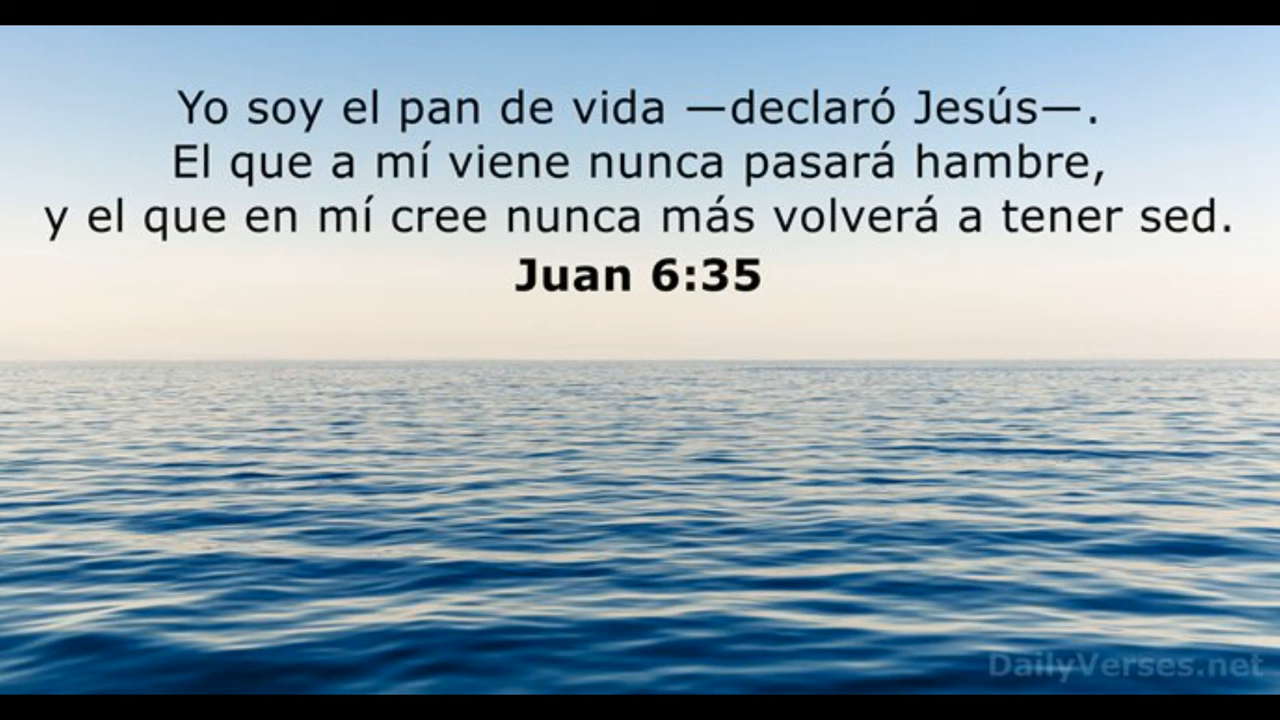 Yo soy el pan de vida —declaró Jesús—.
El que a mí viene nunca pasará hambre,
y el que en mí cree nunca más volverá a tener sed.
Juan 6:35
DailyVerses.net